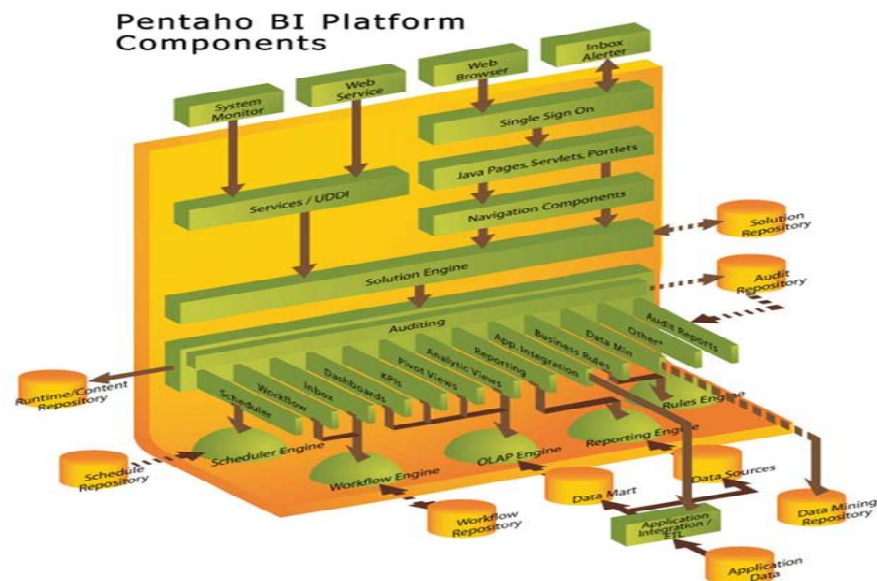 Pentaho BI Platform
Components
System
Monitor
Web
Service
Web
Browser
Inbox
Alerter
Single Sign On
Java Pages, Servlets, Portlets
Services / UDDI
Navigation Components
Solution
Repository
Solution Engine
Audit
Repository
Auditing
Scheduler
Workflow
Inbox
Dashboards
KPIs
Pivot Views
Analytic Views
Reporting
App. Integration
Business Rules
Data Min
Other
Audit Reports
Runtime/Content
Repository
Rules Engine
Reporting Engine
OLAP Engine
Scheduler Engine
Workflow Engine
Schedule
Repository
Data Sources
Data Mart
Data Mining
Repository
Workflow
Repository
Application
Integration /
ETL
Application
Data